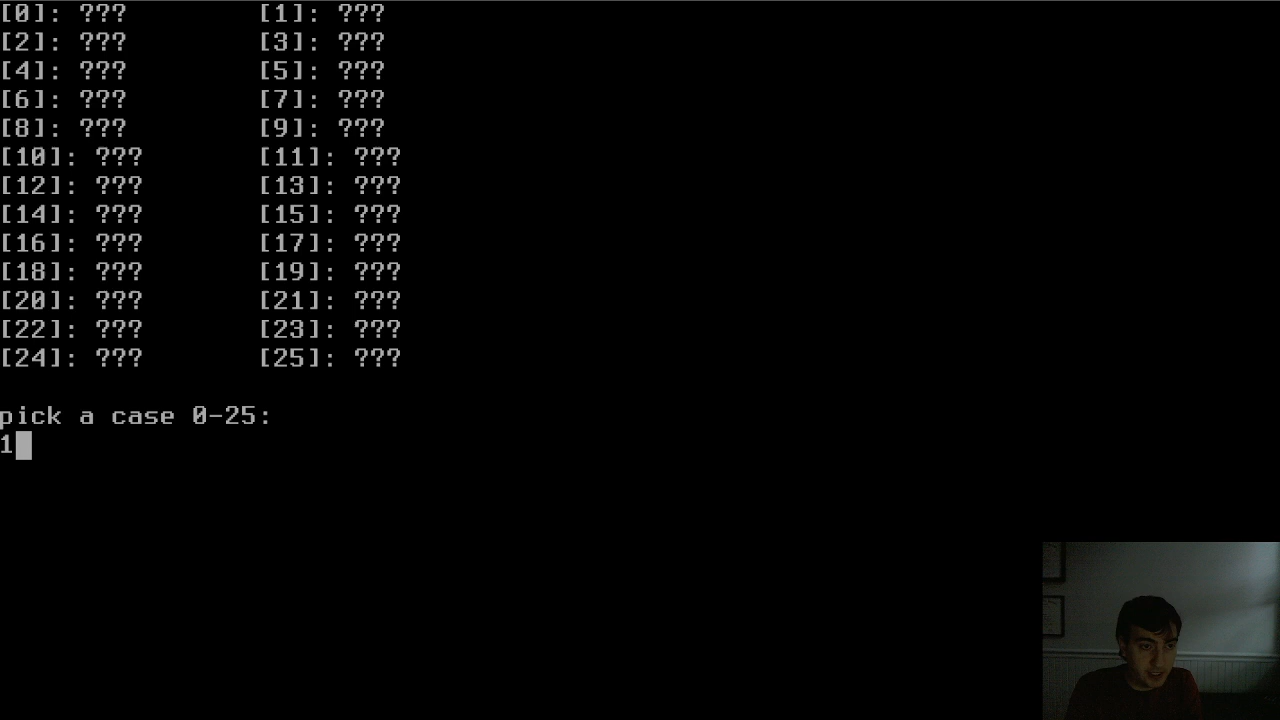 [0]: ??? [1]: ???
[2]: ??? [3]: ???
[4]: ??? [5]: ???
[6]: ??? [7]: ???
[8]: ??? [9]: ???
[10]: ??? [11]: ???
[12]: ??? [13]: ???
[14]: ??? [15]: ???
[16]: ??? [17]: ???
[18]: ??? [19]: ???
[20]: ??? [21]: ???
[22]: ??? [23]: ???
[24]: ??? [25]: ???
pick a case 0-25:
1